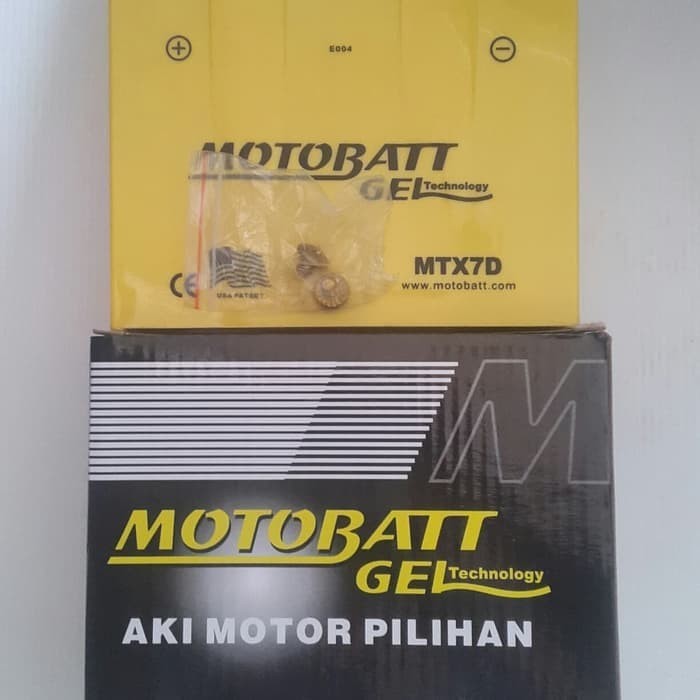 + E004 -
MOTOBATT
GEL Technology
MTX7D
CE
USA PATENT
www.motobatt.com
M
MOTOBATT
GEL Technology
AKI MOTOR PILIHAN